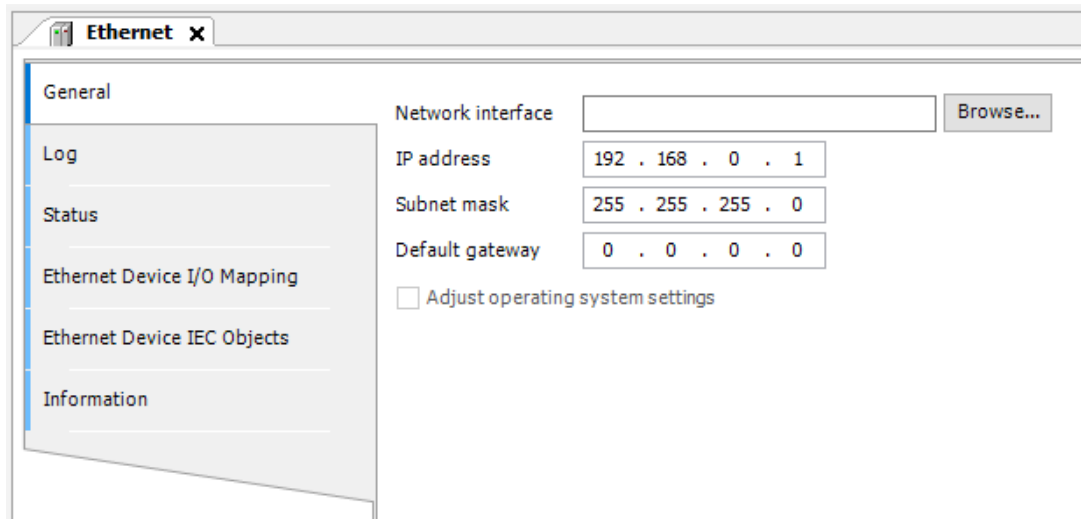 Ethernet
General
Network interface
Browse...
Log
IP address 192 . 168 . 0 . 1
Status
Subnet mask 255 . 255 . 255 . 0
Default gateway 0 . 0 . 0 . 0
Ethernet Device I/O Mapping
Adjust operating system settings
Ethernet Device IEC Objects
Information